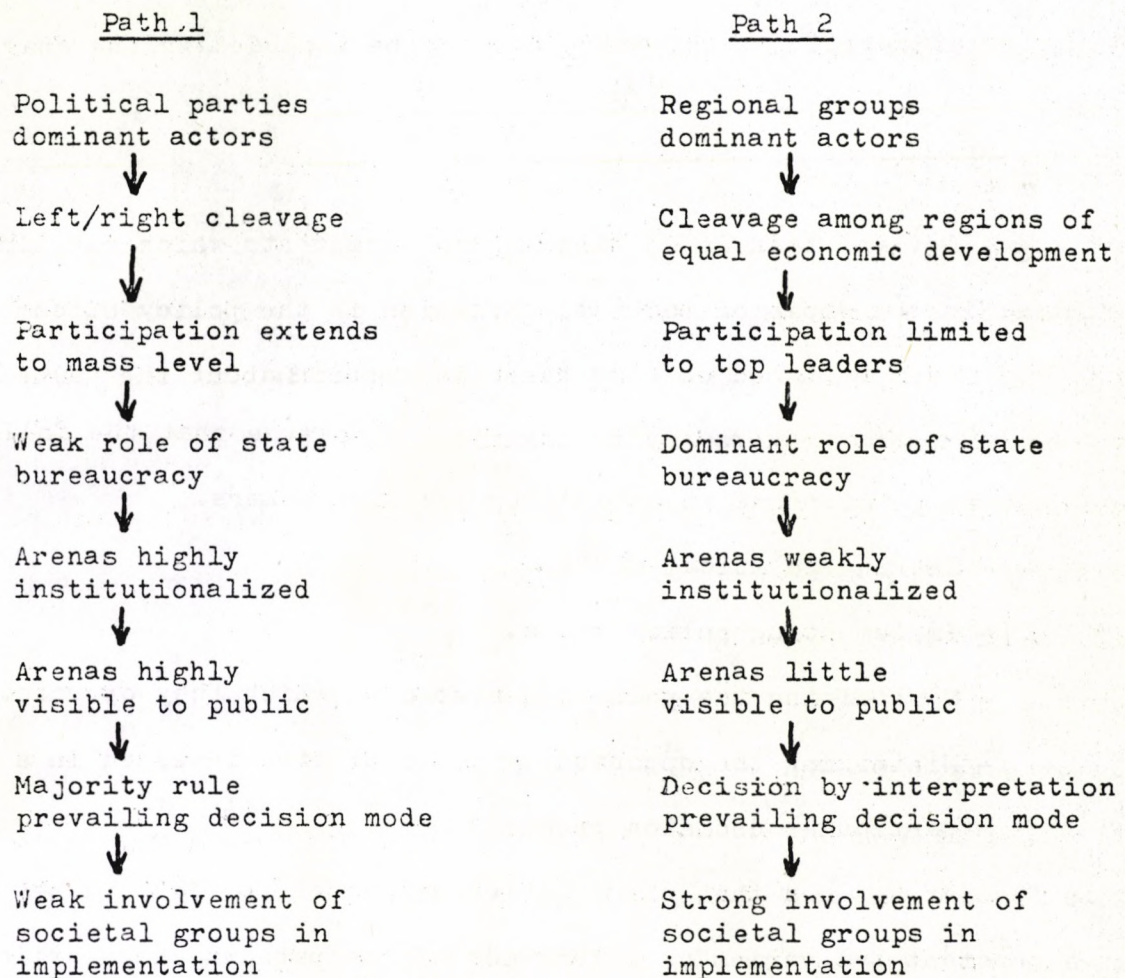 Path 1
Political parties
dominant actors
Left/right cleavage
Participation extends
to mass level
Weak role of state
bureaucracy
Arenas highly
institutionalized
Arenas highly
visible to public
Majority rule
prevailing decision mode
Weak involvement of
societal groups in
implementation
Path 2
Regional groups
dominant actors
Cleavage among regions of
equal economic development
Participation limited
to top leaders
Dominant role of state
bureaucracy
Arenas weakly
institutionalized
Arenas little
visible to public
Decision by interpretation
prevailing decision mode
Strong involvement of
societal groups in
implementation